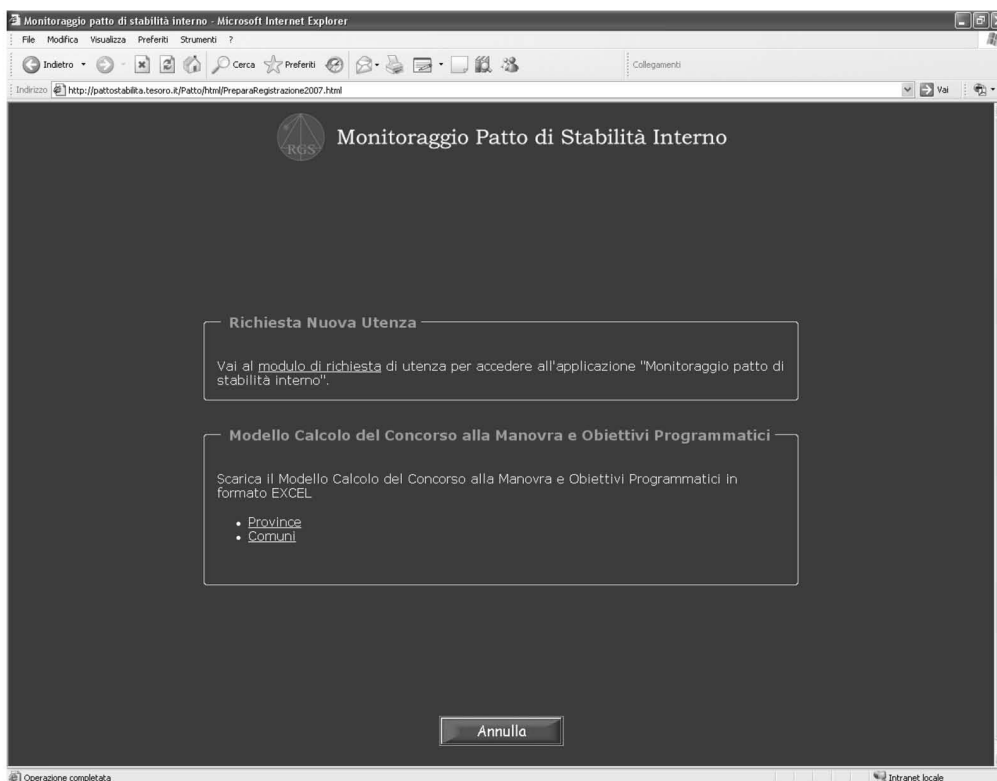 Monitoraggio patto di stabilità interno - Microsoft Internet Explorer
File Modifica Visualizza Preferiti Strumenti ?
Indietro Cerca Preferiti Collegamenti
Indirizzo http://pattostabilita.tesoro.it/Patto/html/PreparaRegistrazione2007.html Vai
RGS Monitoraggio Patto di Stabilità Interno
Richiesta Nuova Utenza
Vai al modulo di richiesta di utenza per accedere all'applicazione "Monitoraggio patto di
stabilità interno".
Modello Calcolo del Concorso alla Manovra e Obiettivi Programmatici
Scarica il Modello Calcolo del Concorso alla Manovra e Obiettivi Programmatici in
formato EXCEL
• Province
• Comuni
Annulla
Operazione completata Intranet locale